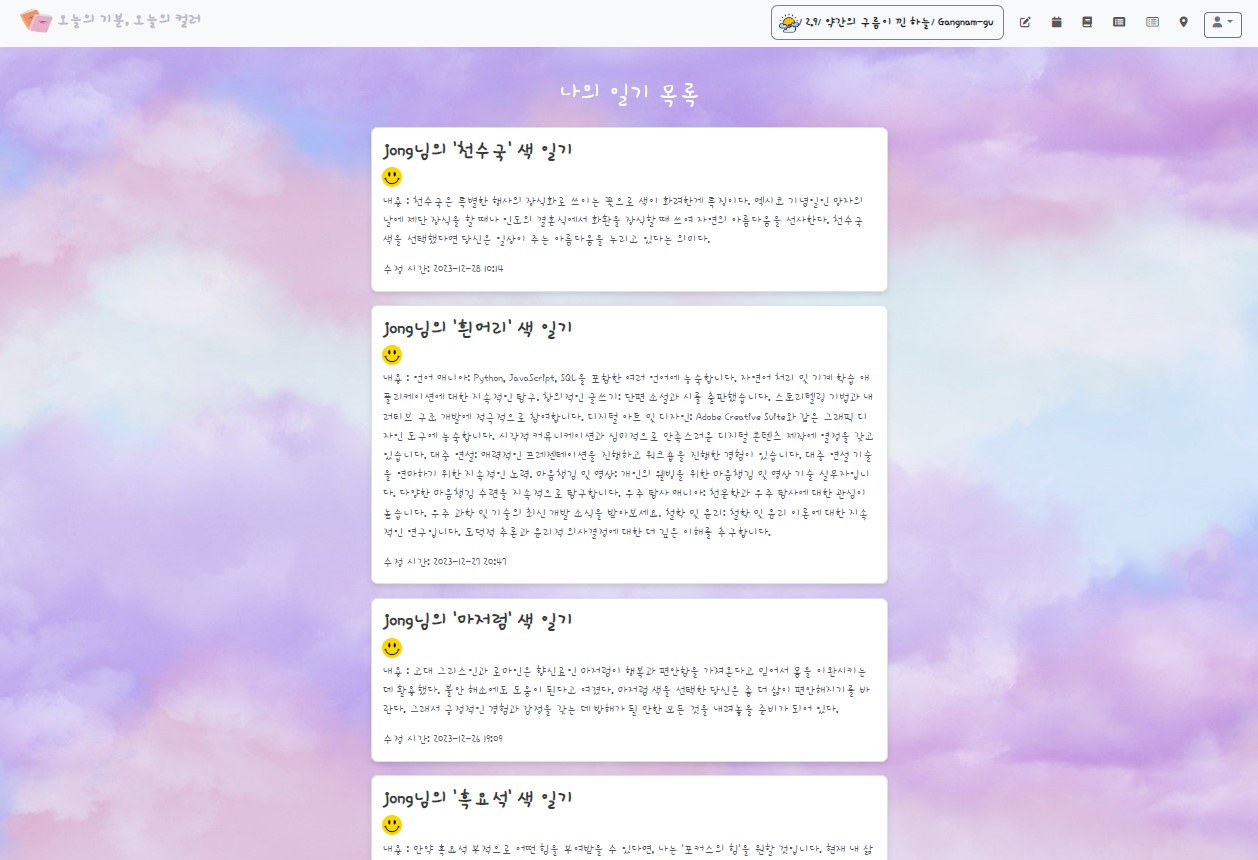 오늘의 기분, 오늘의 컬러
/ 2.9/ 약간의 구름이 낀 하늘/ Gangnam-gu
나의 일기 목록
jong님의 '천수국' 색 일기
내용 : 천수국은 특별한 행사의 장식화로 쓰이는 꽃으로 색이 화려한게 특징이다. 멕시코 기념일인 망자의
날에 제단 장식을 할 때나 인도의 결혼식에서 화환을 장식할 때 쓰여 자연의 아름다움을 선사한다. 천수국
색을 선택했다면 당신은 일상이 주는 아름다움을 누리고 있다는 의미다.
수정 시간: 2023-12-28 10:14
jong님의 '흰머리' 색 일기
내용 : 언어 매니아: Python, JavaScript, SQL을 포함한 여러 언어에 능숙합니다. 자연어 처리 및 기계 학습 애
플리케이션에 대한 지속적인 탐구. 창의적인 글쓰기: 단편 소설과 시를 출판했습니다. 스토리텔링 기법과 내
러티브 구조 개발에 적극적으로 참여합니다. 디지털 아트 및 디자인: Adobe Creative Suite와 같은 그래픽 디
자인 도구에 능숙합니다. 시각적 커뮤니케이션과 심미적으로 만족스러운 디지털 콘텐츠 제작에 열정을 갖고
있습니다. 대중 연설: 매력적인 프레젠테이션을 진행하고 워크숍을 진행한 경험이 있습니다. 대중 연설 기술
을 연마하기 위한 지속적인 노력. 마음챙김 및 명상: 개인의 웰빙을 위한 마음챙김 및 명상 기술 실무자입니
다. 다양한 마음챙김 수련을 지속적으로 탐구합니다. 우주 탐사 매니아: 천문학과 우주 탐사에 대한 관심이
높습니다. 우주 과학 및 기술의 최신 개발 소식을 받아보세요. 철학 및 윤리: 철학 및 윤리 이론에 대한 지속
적인 연구입니다. 도덕적 추론과 윤리적 의사결정에 대한 더 깊은 이해를 추구합니다.
수정 시간: 2023-12-27 20:47
jong님의 '마저럼' 색 일기
내용 : 고대 그리스인과 로마인은 향신료인 마저럼이 행복과 편안함을 가져온다고 믿어서 몸을 이완시키는
데 활용했다. 불안 해소에도 도움이 된다고 여겼다. 마저럼 색을 선택한 당신은 좀 더 삶이 편안해지기를 바
란다. 그래서 긍정적인 경험과 감정을 갖는 데 방해가 될 만한 모든 것을 내려놓을 준비가 되어 있다.
수정 시간: 2023-12-26 19:09
jong님의 '흑요석' 색 일기
내용 : 만약 흑요석 부적으로 어떤 힘을 부여받을 수 있다면, 나는 '포커스의 힘'을 원할 것입니다. 현재 내 삶